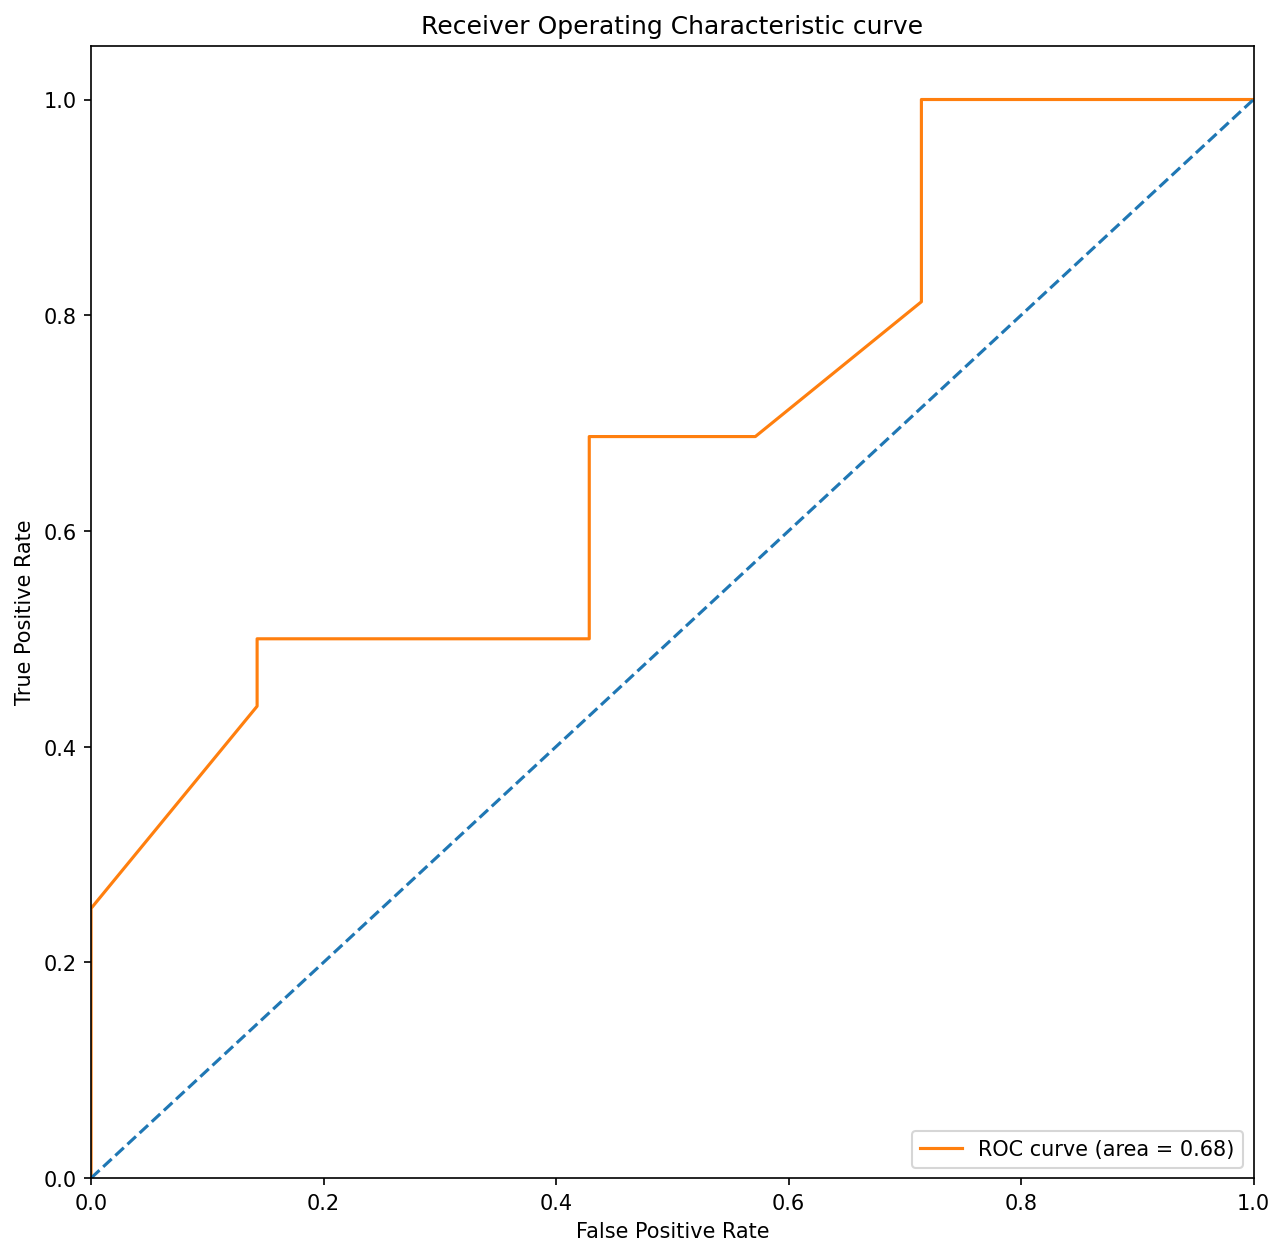 Receiver Operating Characteristic curve
1.0
0.8
0.6
0.4
0.2
0.0
True Positive Rate
0.0 0.2 0.4 0.6 0.8 1.0
False Positive Rate
ROC curve (area = 0.68)